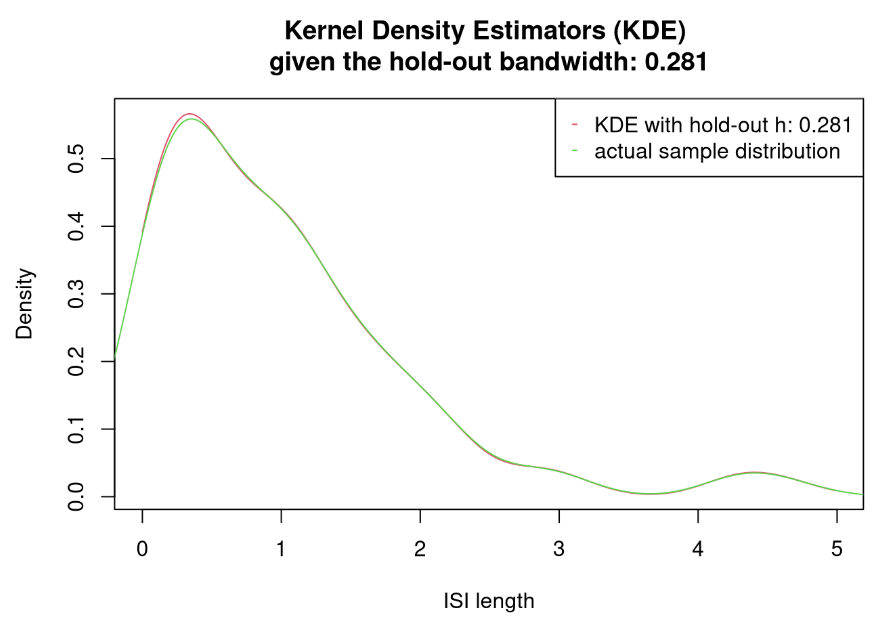 Kernel Density Estimators (KDE)
given the hold-out bandwidth: 0.281
KDE with hold-out h: 0.281
actual sample distribution
Density
0.5
0.4
0.3
0.2
0.1
0.0
0 1 2 3 4 5
ISI length